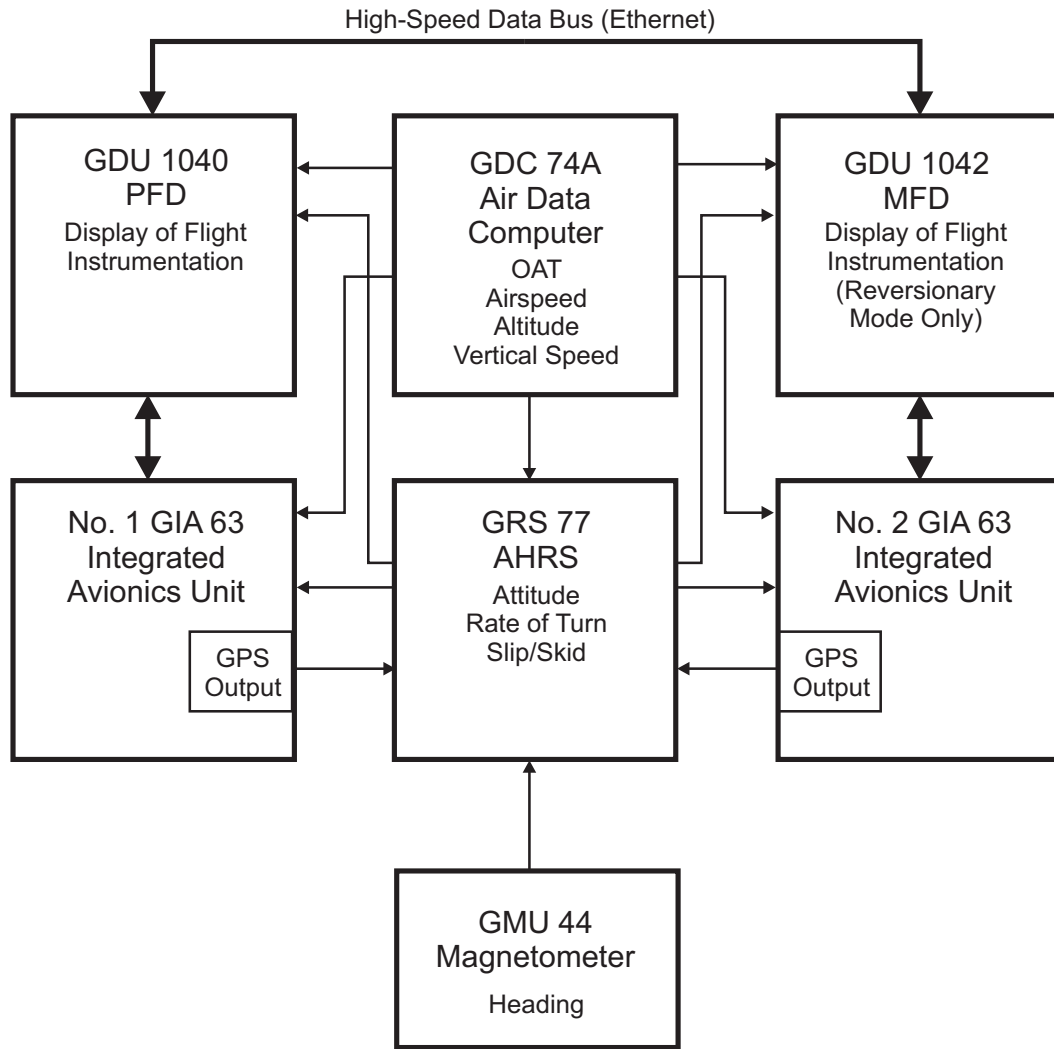 High-Speed Data Bus (Ethernet)
GDU 1040
PFD
Display of Flight
Instrumentation
GDC 74A
Air Data
Computer
OAT
Airspeed
Altitude
Vertical Speed
GDU 1042
MFD
Display of Flight
Instrumentation
(Reversionary
Mode Only)
No. 1 GIA 63
Integrated
Avionics Unit
GPS
Output
GRS 77
AHRS
Attitude
Rate of Turn
Slip/Skid
No. 2 GIA 63
Integrated
Avionics Unit
GPS
Output
GMU 44
Magnetometer
Heading